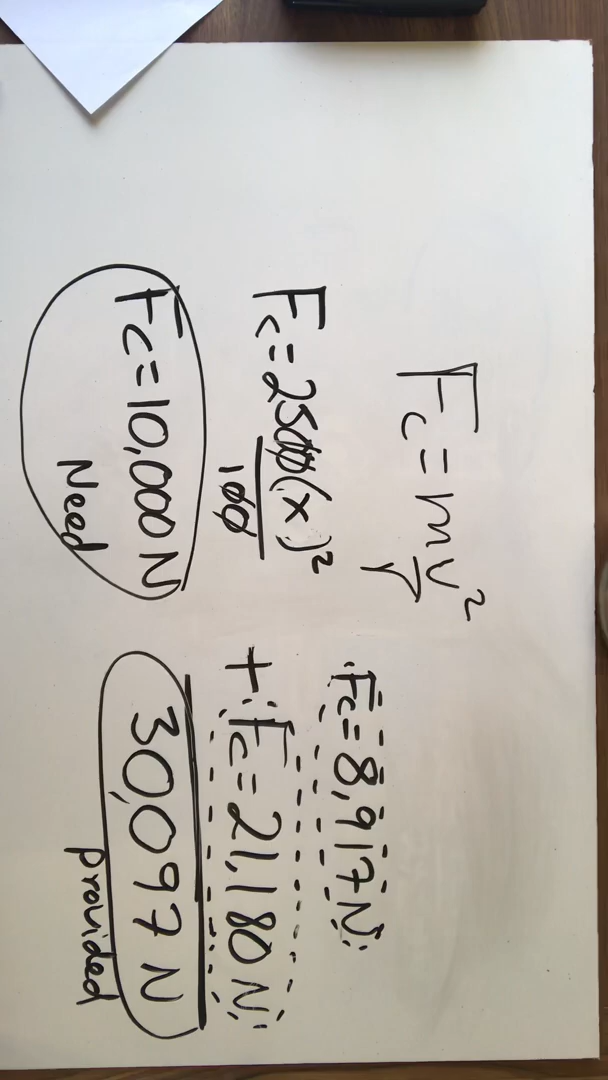 Fc = mv²/r
Fc = 2500(x)²/100
Fc = 10,000 N
Need
Fc = 8,917 N
+ Fc = 21,180 N
30,097 N
provided